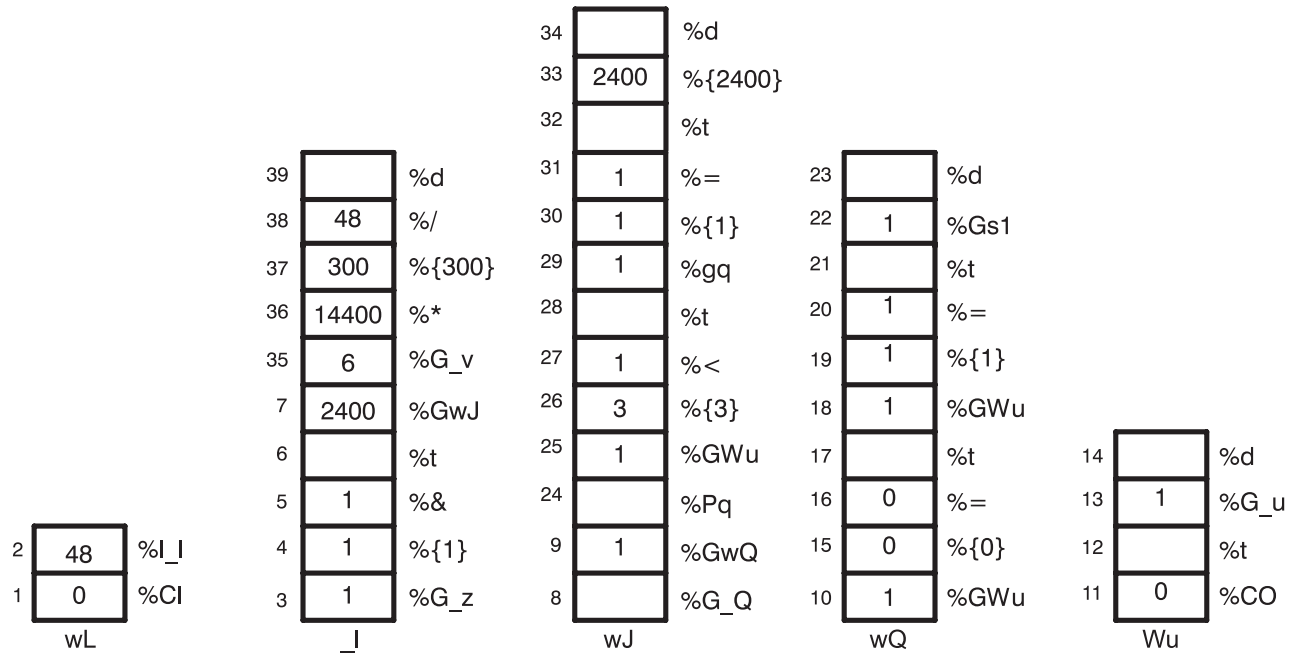 34 %d
33 2400 %{2400}
32 %t
39 %d 31 1 %= 23 %d
38 48 %/ 30 1 %{1} 22 1 %Gs1
37 300 %{300} 29 1 %gq 21 %t
36 14400 %* 28 %t 20 1 %=
35 6 %G_v 27 1 %< 19 1 %{1}
7 2400 %GwJ 26 3 %{3} 18 1 %GWu
6 %t 25 1 %GWu 17 %t 14 %d
5 1 %& 24 %Pq 16 0 %= 13 1 %G_u
2 48 %I_I 4 1 %{1} 9 1 %GwQ 15 0 %{0} 12 %t
1 0 %CI 3 1 %G_z 8 %G_Q 10 1 %GWu 11 0 %CO
wL _I wJ wQ Wu